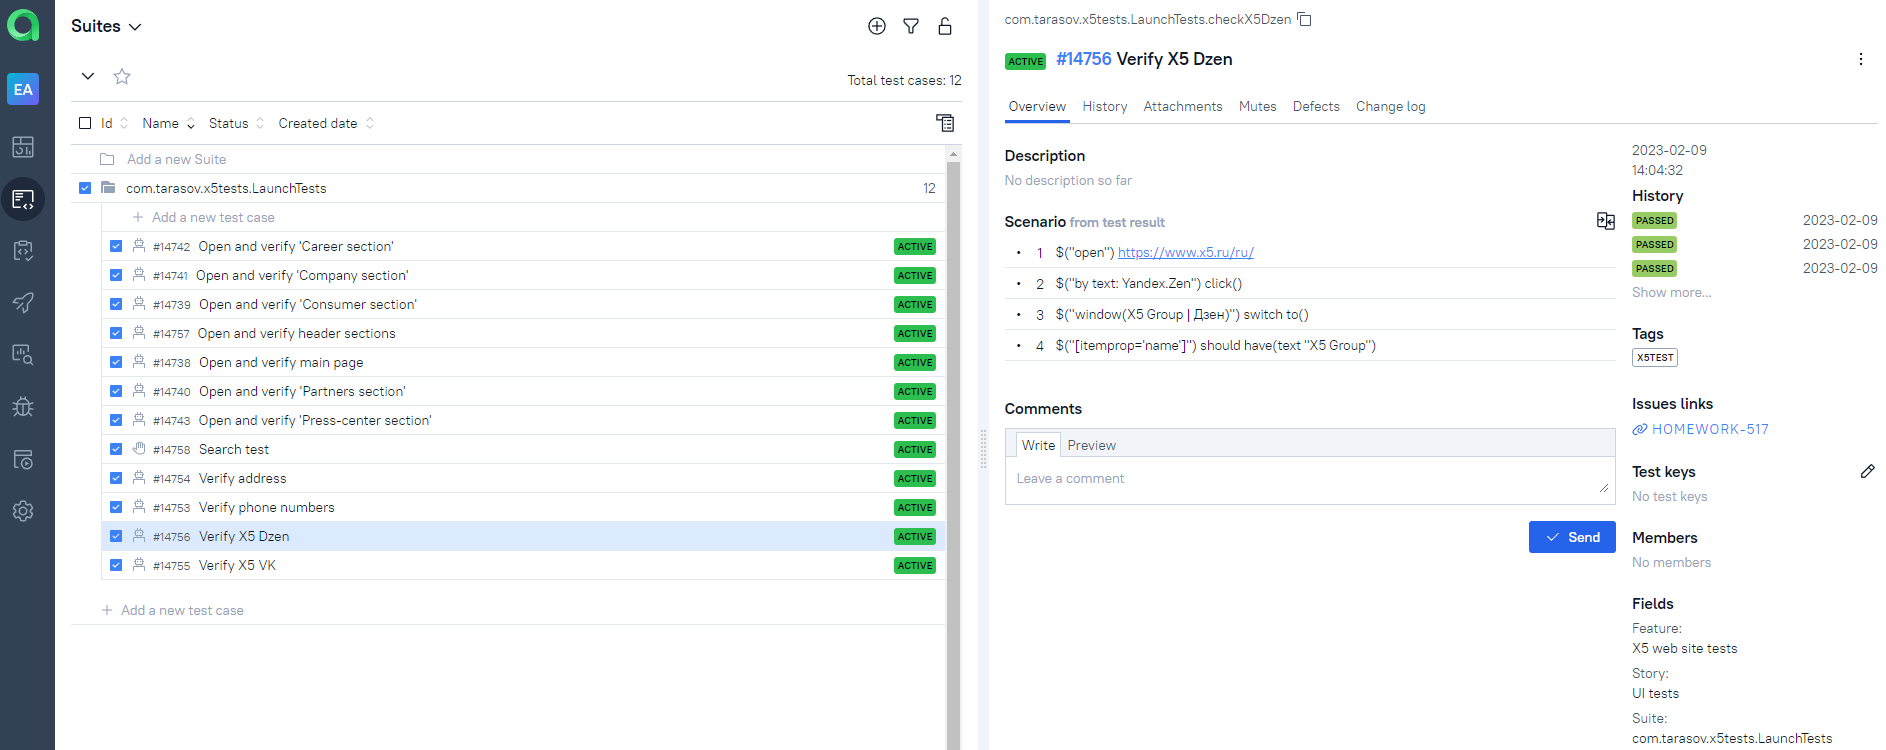 EA
Suites
Total test cases: 12
Id Name Status Created date
Add a new Suite
com.tarasov.x5tests.LaunchTests 12
Add a new test case
#14742 Open and verify 'Career section' ACTIVE
#14741 Open and verify 'Company section' ACTIVE
#14739 Open and verify 'Consumer section' ACTIVE
#14757 Open and verify header sections ACTIVE
#14738 Open and verify main page ACTIVE
#14740 Open and verify 'Partners section' ACTIVE
#14743 Open and verify 'Press-center section' ACTIVE
#14758 Search test ACTIVE
#14754 Verify address ACTIVE
#14753 Verify phone numbers ACTIVE
#14756 Verify X5 Dzen ACTIVE
#14755 Verify X5 VK ACTIVE
Add a new test case
com.tarasov.x5tests.LaunchTests.checkX5Dzen
ACTIVE #14756 Verify X5 Dzen
Overview History Attachments Mutes Defects Change log
Description
No description so far
Scenario from test result
1 $("open") https://www.x5.ru/ru/
2 $("by text: Yandex.Zen") click()
3 $("window(X5 Group | Дзен)") switch to()
4 $("[itemprop='name']") should have(text "X5 Group")
Comments
Write Preview
Leave a comment
Send
2023-02-09
14:04:32
History
PASSED 2023-02-09
PASSED 2023-02-09
PASSED 2023-02-09
Show more...
Tags
X5TEST
Issues links
HOMEWORK-517
Test keys
No test keys
Members
No members
Fields
Feature:
X5 web site tests
Story:
UI tests
Suite:
com.tarasov.x5tests.LaunchTests